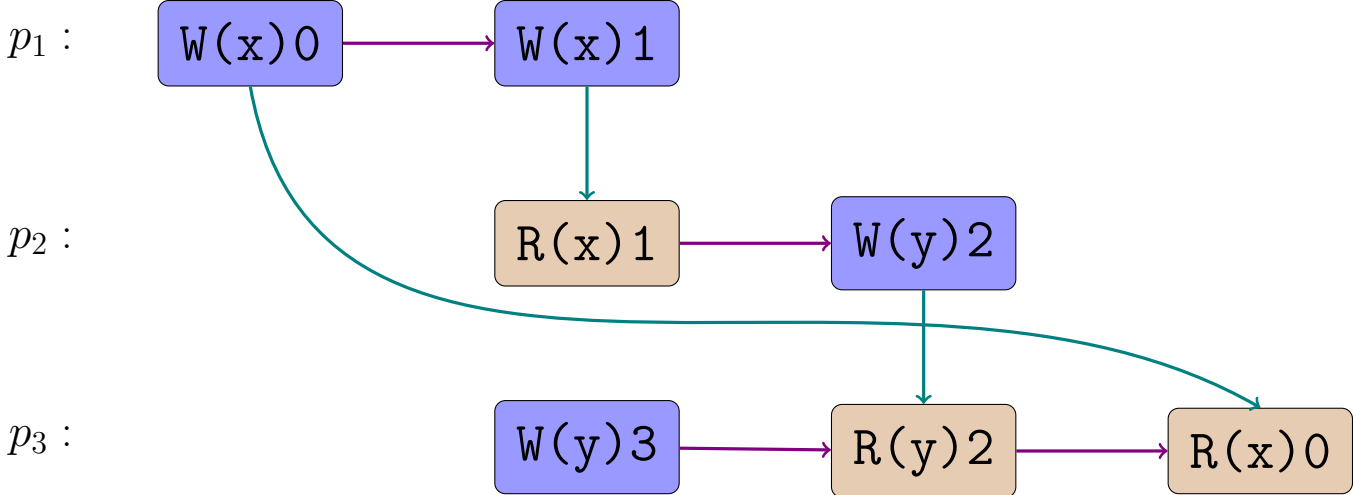 p₁ : W(x)0 W(x)1
p₂ : R(x)1 W(y)2
p₃ : W(y)3 R(y)2 R(x)0